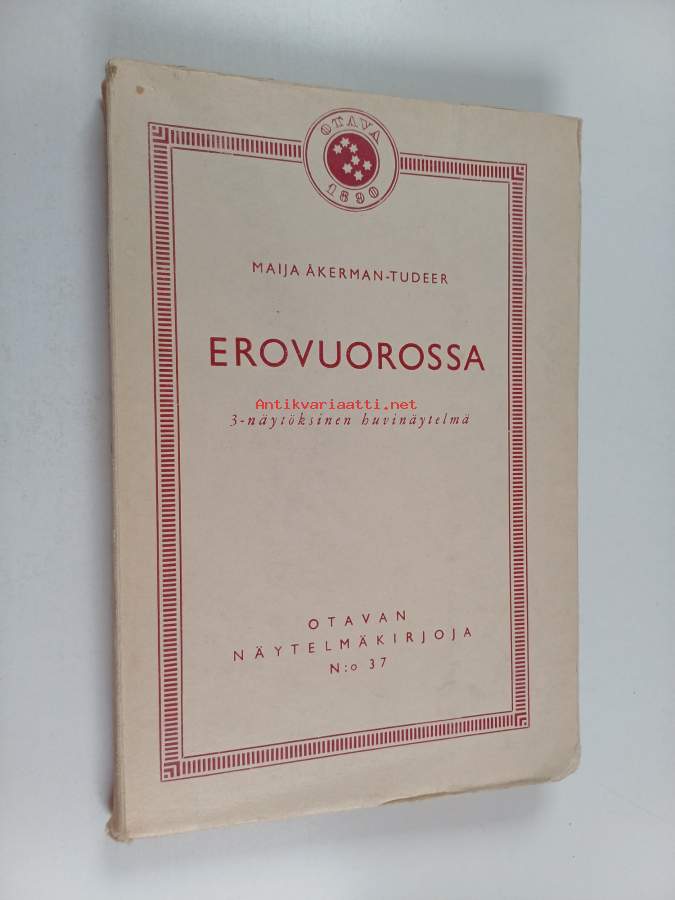 OTAVA
1890
MAIJA ÅKERMAN-TUDEER
EROVUOROSSA
Antikvariaatti.net
3-näytöksinen huvinäytelmä
OTAVAN
NÄYTELMÄKIRJOJA
N:o 37